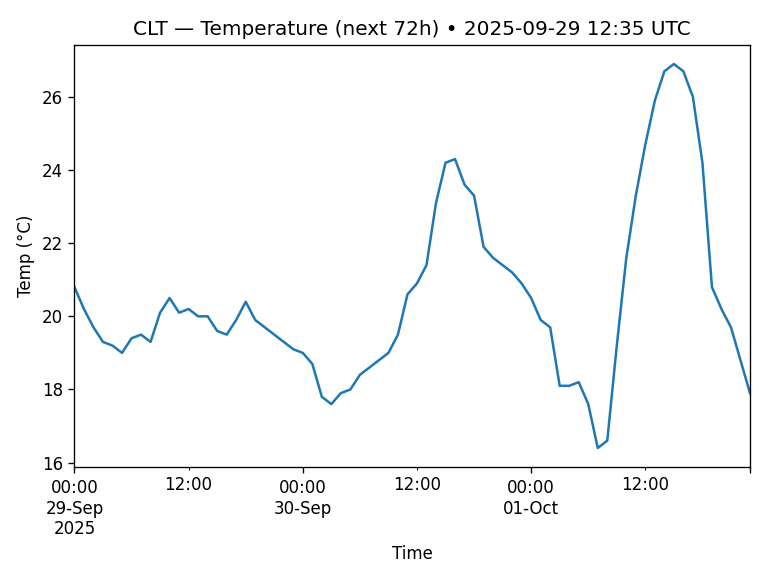 CLT — Temperature (next 72h) • 2025-09-29 12:35 UTC
Temp (°C)
26
24
22
20
18
16
00:00 12:00 00:00 12:00 00:00 12:00
29-Sep 30-Sep 01-Oct
2025
Time